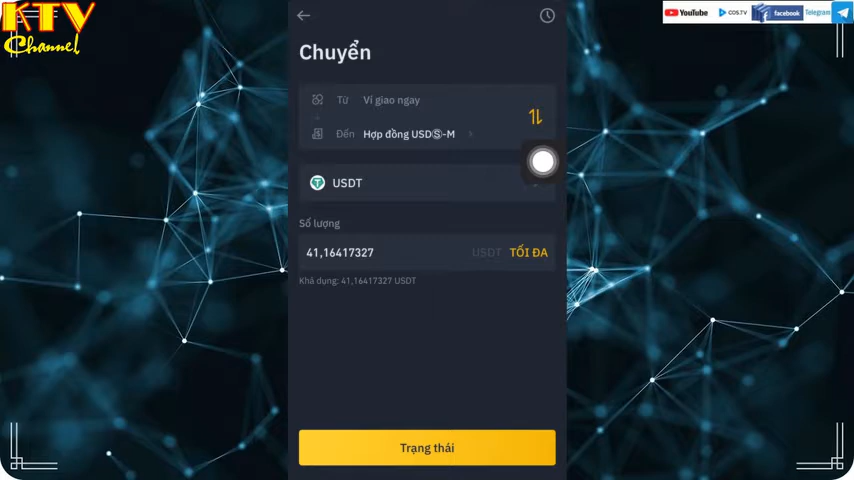 KTV
Channel
YouTube
COS.TV
facebook
Telegram
Chuyển
Từ Ví giao ngay
Đến Hợp đồng USDⓈ-M
USDT
Số lượng
41,16417327 USDT TỐI ĐA
Khả dụng: 41,16417327 USDT
Trạng thái